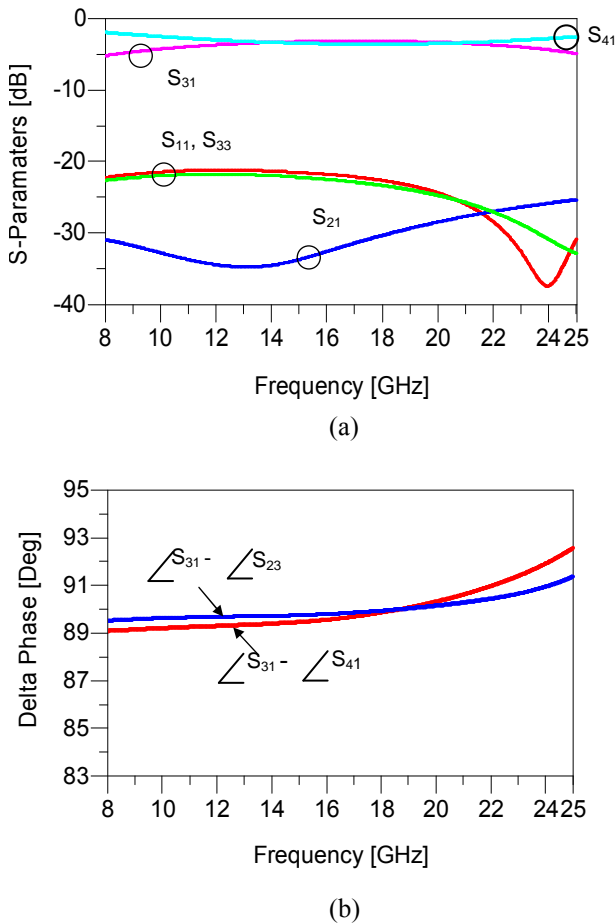 0
-10
-20
-30
-40
S-Paramaters [dB]
S31
S41
S11, S33
S21
8 10 12 14 16 18 20 22 24 25
Frequency [GHz]
(a)
95
93
91
89
87
85
83
Delta Phase [Deg]
∠S31 - ∠S23
∠S31 - ∠S41
8 10 12 14 16 18 20 22 24 25
Frequency [GHz]
(b)